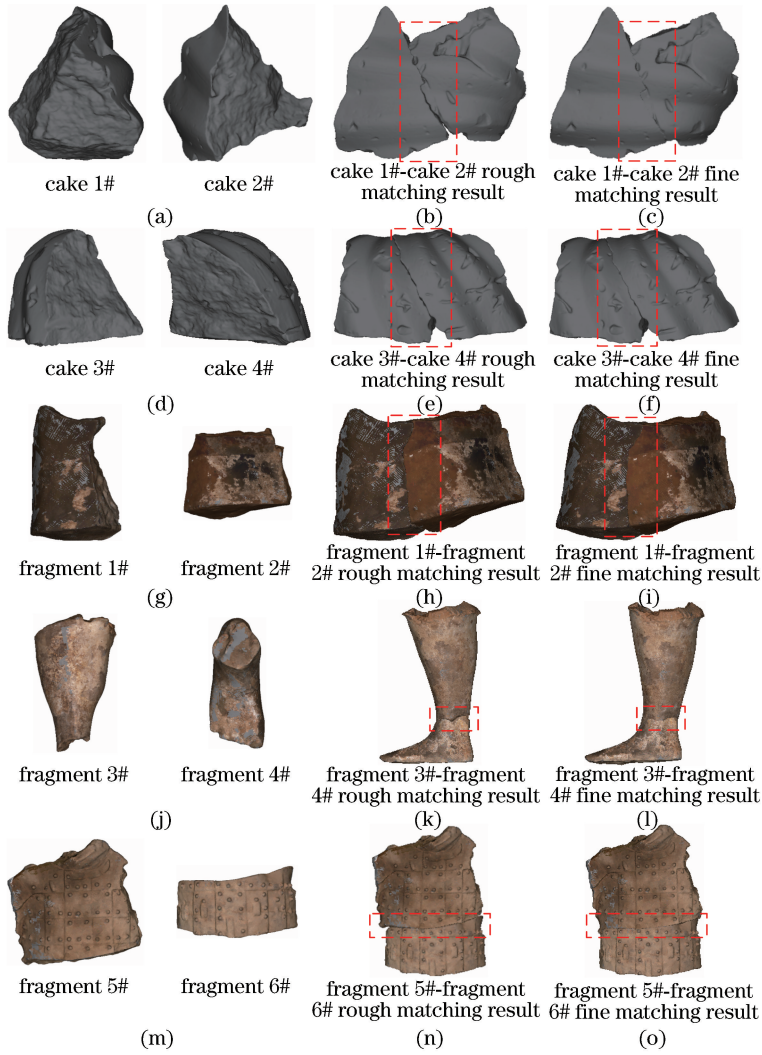 cake 1#
cake 2#
cake 1#-cake 2# rough
matching result
cake 1#-cake 2# fine
matching result
(a)
(b)
(c)
cake 3#
cake 4#
cake 3#-cake 4# rough
matching result
cake 3#-cake 4# fine
matching result
(d)
(e)
(f)
fragment 1#
fragment 2#
fragment 1#-fragment
2# rough matching result
fragment 1#-fragment
2# fine matching result
(g)
(h)
(i)
fragment 3#
fragment 4#
fragment 3#-fragment
4# rough matching result
fragment 3#-fragment
4# fine matching result
(j)
(k)
(l)
fragment 5#
fragment 6#
fragment 5#-fragment
6# rough matching result
fragment 5#-fragment
6# fine matching result
(m)
(n)
(o)